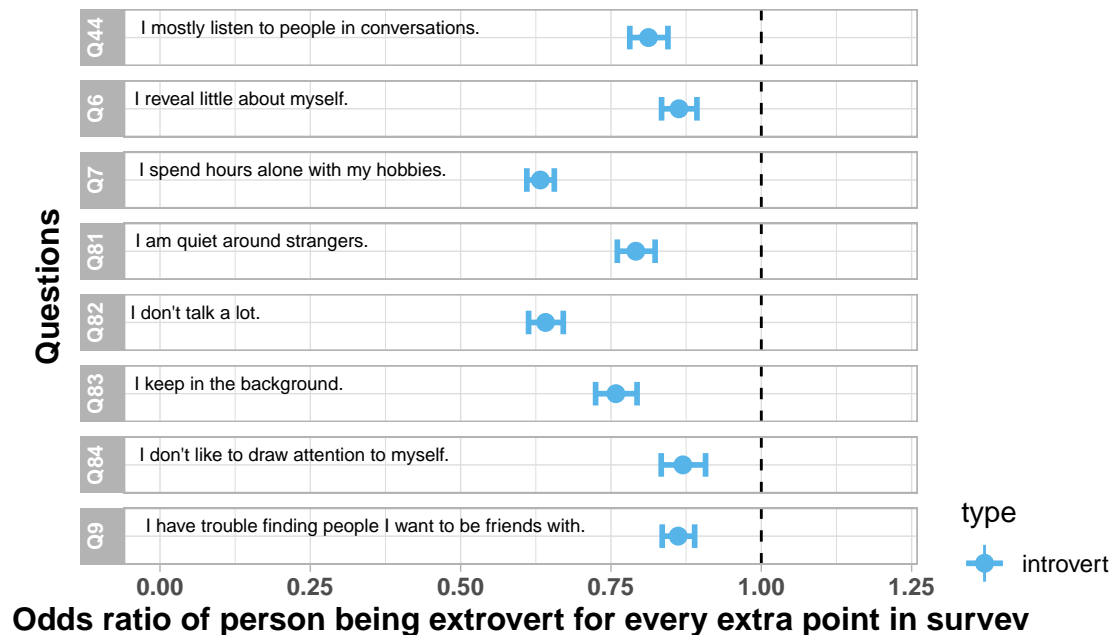 Questions
Q44
I mostly listen to people in conversations.
Q6
I reveal little about myself.
Q7
I spend hours alone with my hobbies.
Q81
I am quiet around strangers.
Q82
I don't talk a lot.
Q83
I keep in the background.
Q84
I don't like to draw attention to myself.
Q9
I have trouble finding people I want to be friends with.
0.00 0.25 0.50 0.75 1.00 1.25
Odds ratio of person being extrovert for every extra point in survey
type
introvert